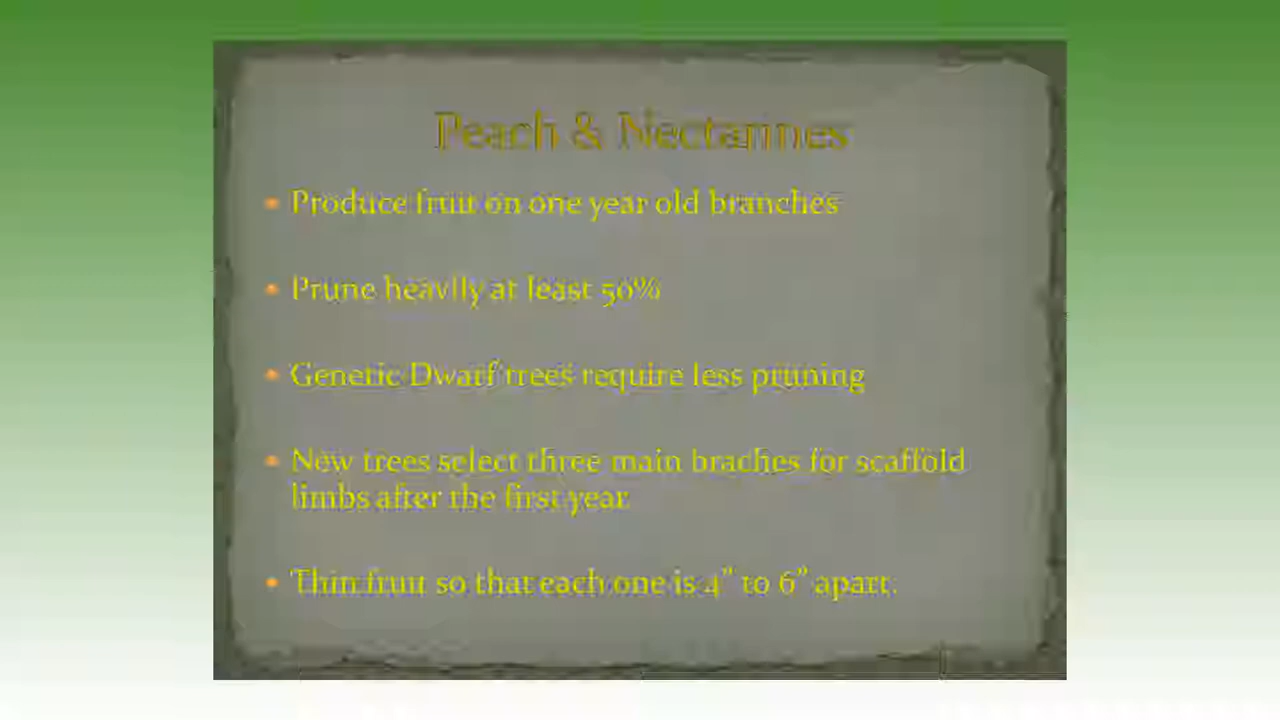 Peach & Nectarines
• Produce fruit on one year old branches
• Prune heavily at least 50%
• Genetic Dwarf trees require less pruning
• New trees select three main braches for scaffold
limbs after the first year.
• Thin fruit so that each one is 4” to 6” apart.